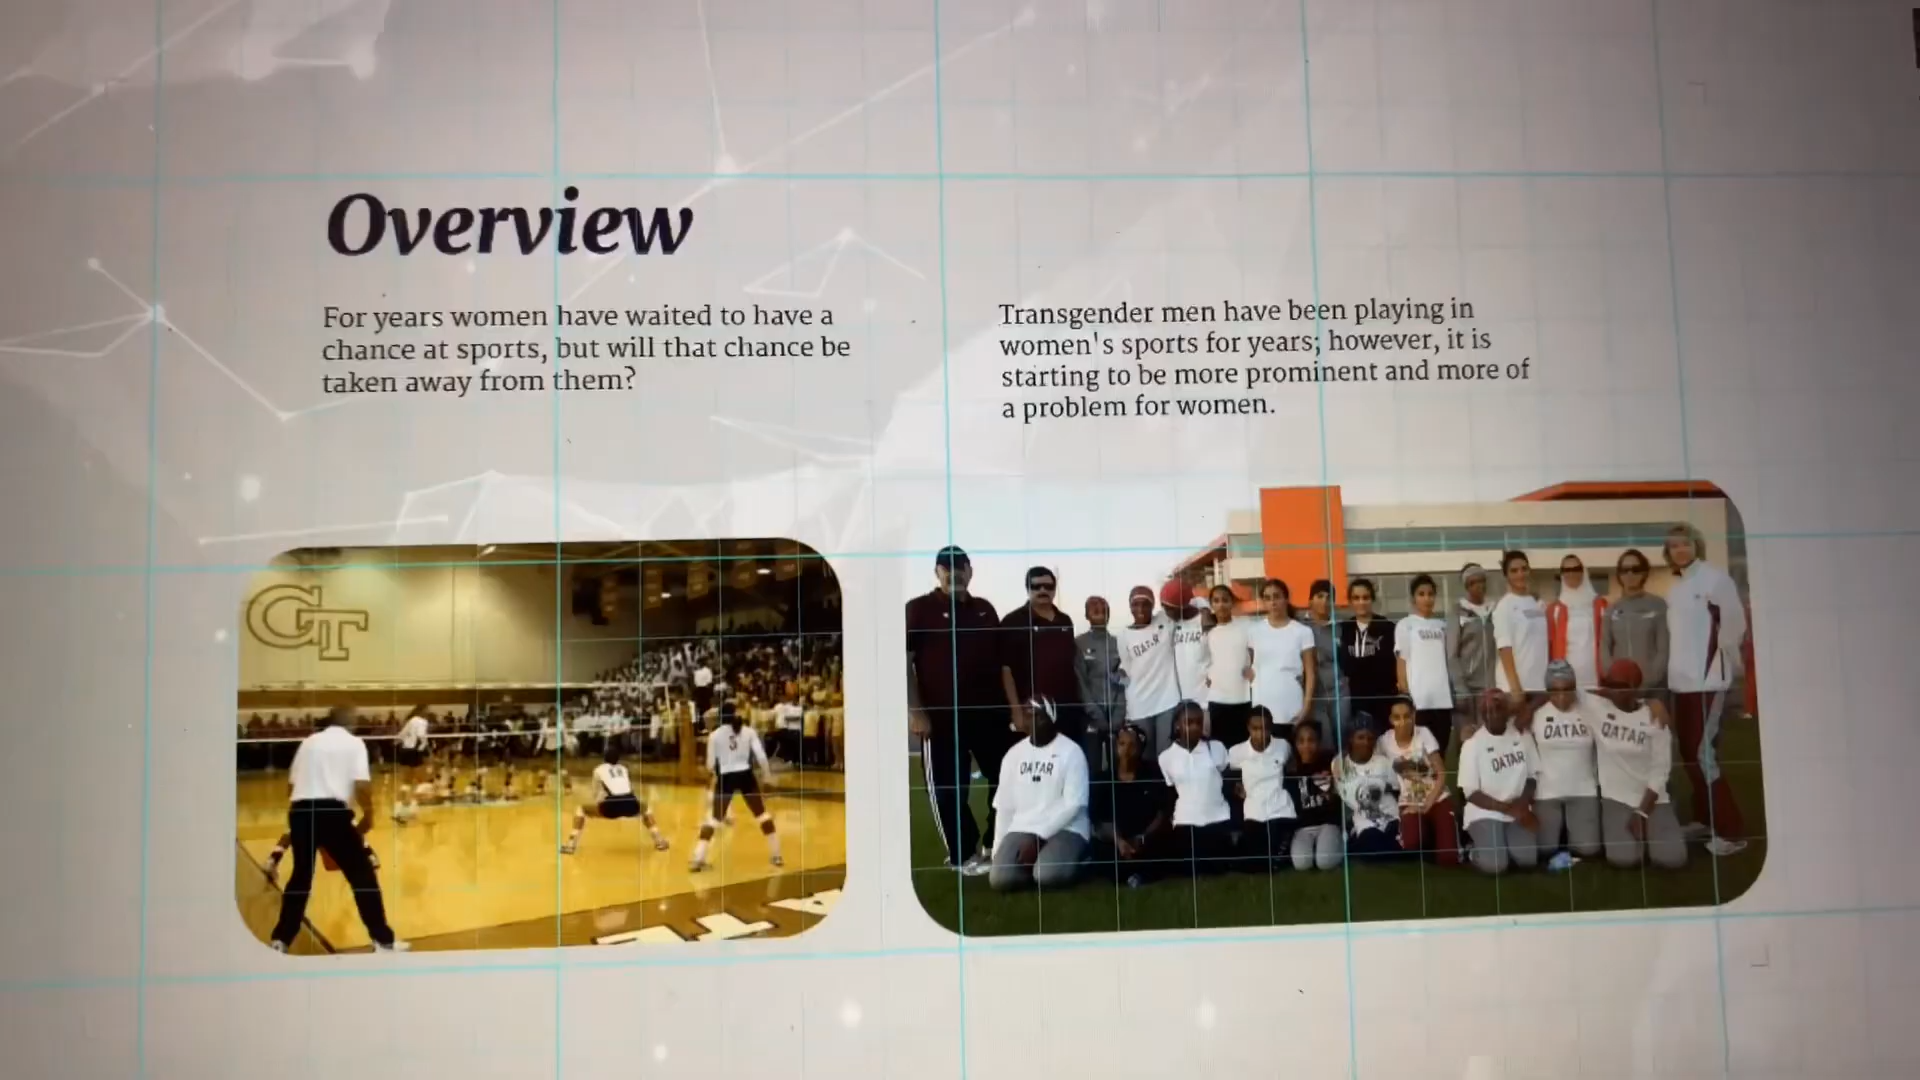 Overview
For years women have waited to have a
chance at sports, but will that chance be
taken away from them?
Transgender men have been playing in
women's sports for years; however, it is
starting to be more prominent and more of
a problem for women.
GT
QATAR
QATAR
QATAR
QATAR
QATAR
QATAR
QATAR